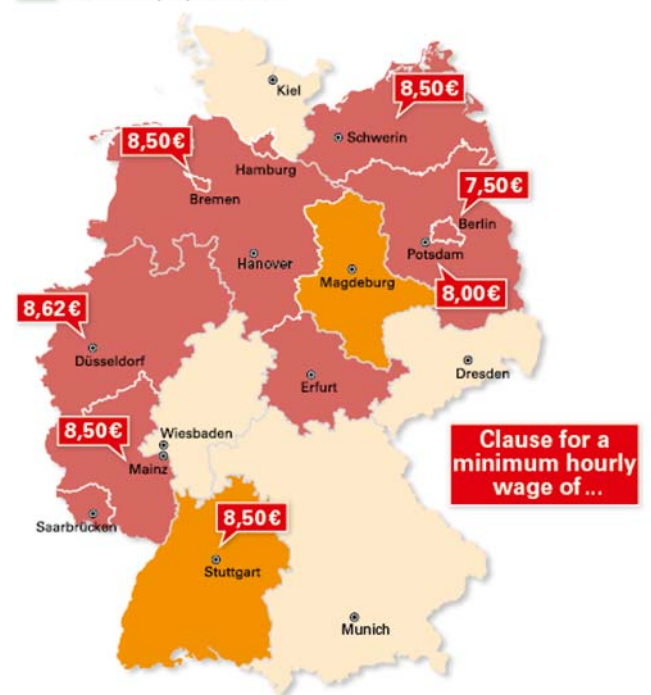 Kiel
8,50€
Schwerin
8,50€
Hamburg
7,50€
Bremen
Berlin
Hanover
Potsdam
Magdeburg
8,00€
8,62€
Düsseldorf
Dresden
Erfurt
8,50€
Wiesbaden
Clause for a
minimum hourly
wage of...
Mainz
8,50€
Saarbrücken
Stuttgart
Munich